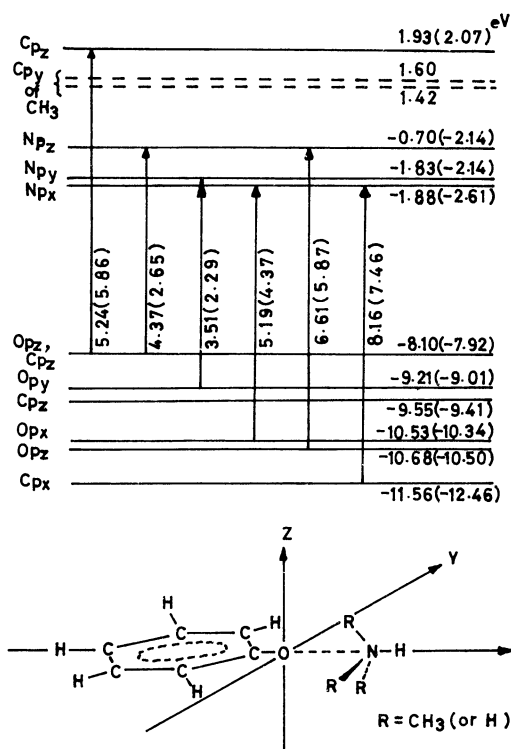 eV
Cpz 1.93(2.07)
Cpy of CH3 { 1.60
1.42
Npz -0.70(-2.14)
Npy -1.83(-2.14)
Npx -1.88(-2.61)
5.24(5.86) 4.37(2.65) 3.51(2.29) 5.19(4.37) 6.61(5.87) 8.16(7.46)
Opz, Cpz -8.10(-7.92)
Opy -9.21(-9.01)
Cpz -9.55(-9.41)
Opx -10.53(-10.34)
Opz -10.68(-10.50)
Cpx -11.56(-12.46)
Z
Y
H H R
C C
H C C O N H
C C R R
H H
R = CH3 (or H)